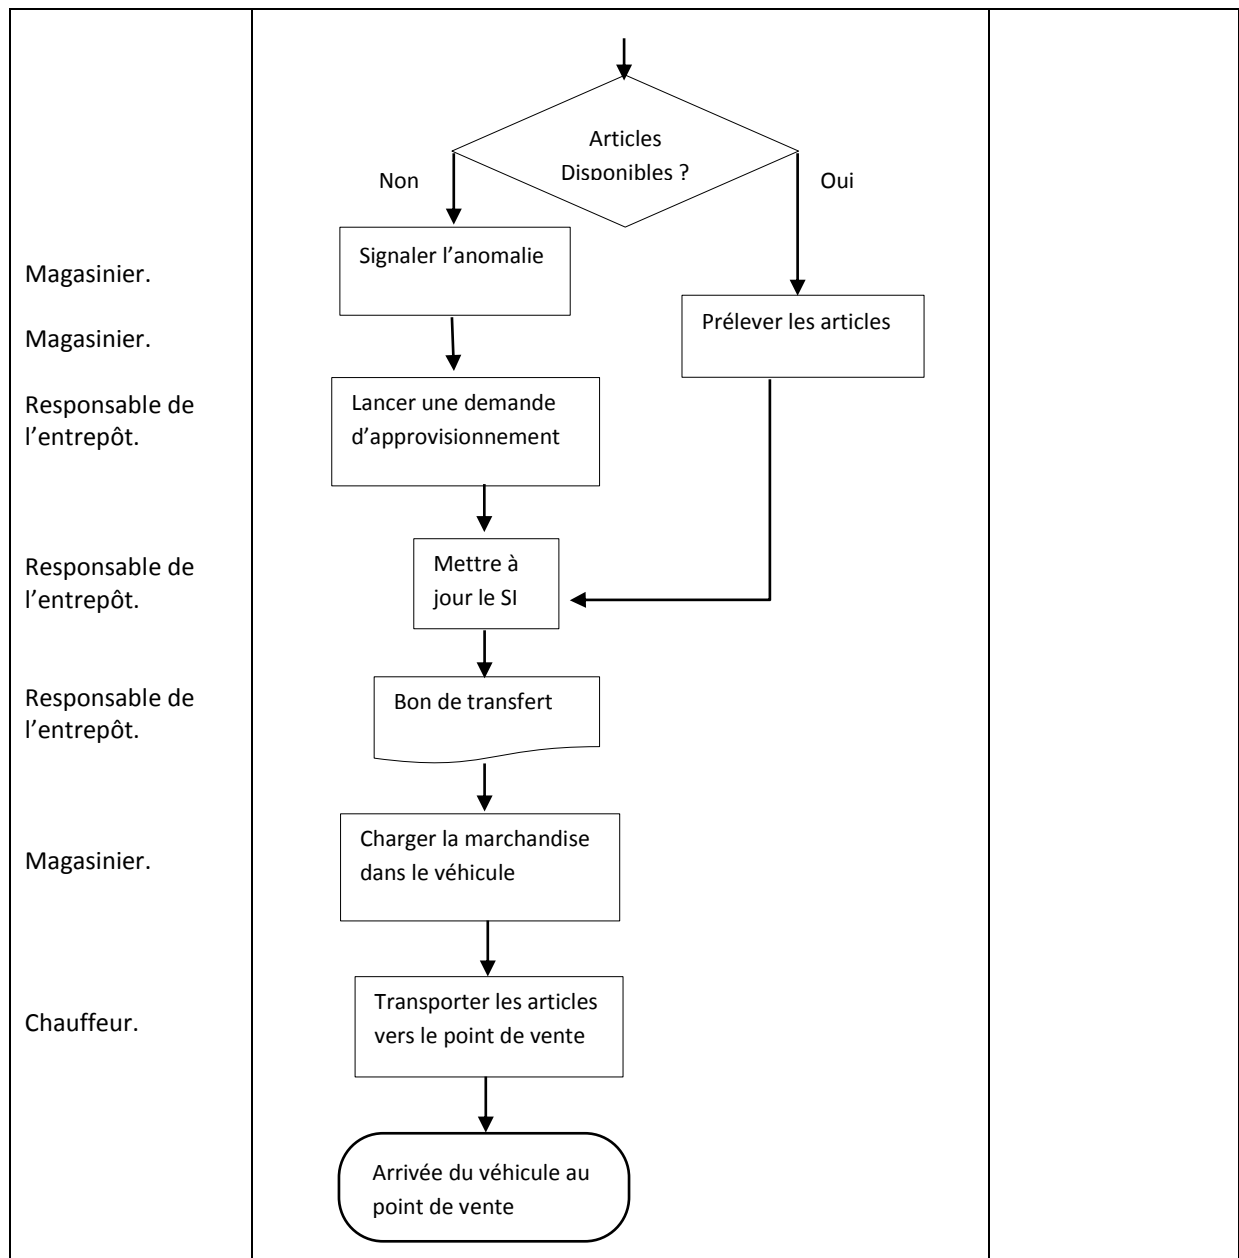 Articles
Disponibles ?
Non
Oui
Signaler l'anomalie
Magasinier.
Prélever les articles
Magasinier.
Responsable de
l'entrepôt.
Lancer une demande
d'approvisionnement
Responsable de
l'entrepôt.
Mettre à
jour le SI
Responsable de
l'entrepôt.
Bon de transfert
Magasinier.
Charger la marchandise
dans le véhicule
Chauffeur.
Transporter les articles
vers le point de vente
Arrivée du véhicule au
point de vente